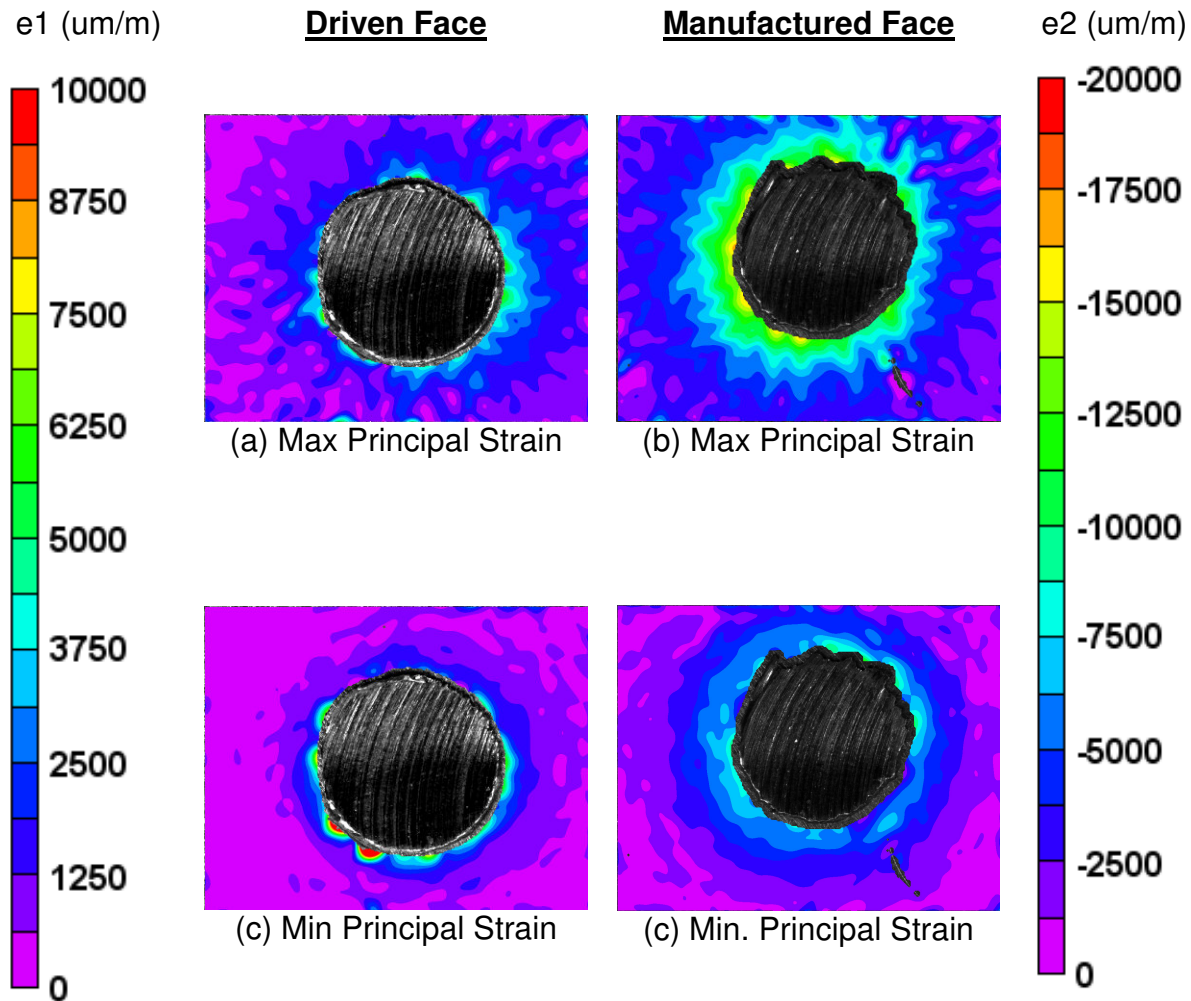 e1 (um/m)
Driven Face
Manufactured Face
e2 (um/m)
10000
8750
7500
6250
5000
3750
2500
1250
0
-20000
-17500
-15000
-12500
-10000
-7500
-5000
-2500
0
(a) Max Principal Strain
(b) Max Principal Strain
(c) Min Principal Strain
(c) Min. Principal Strain